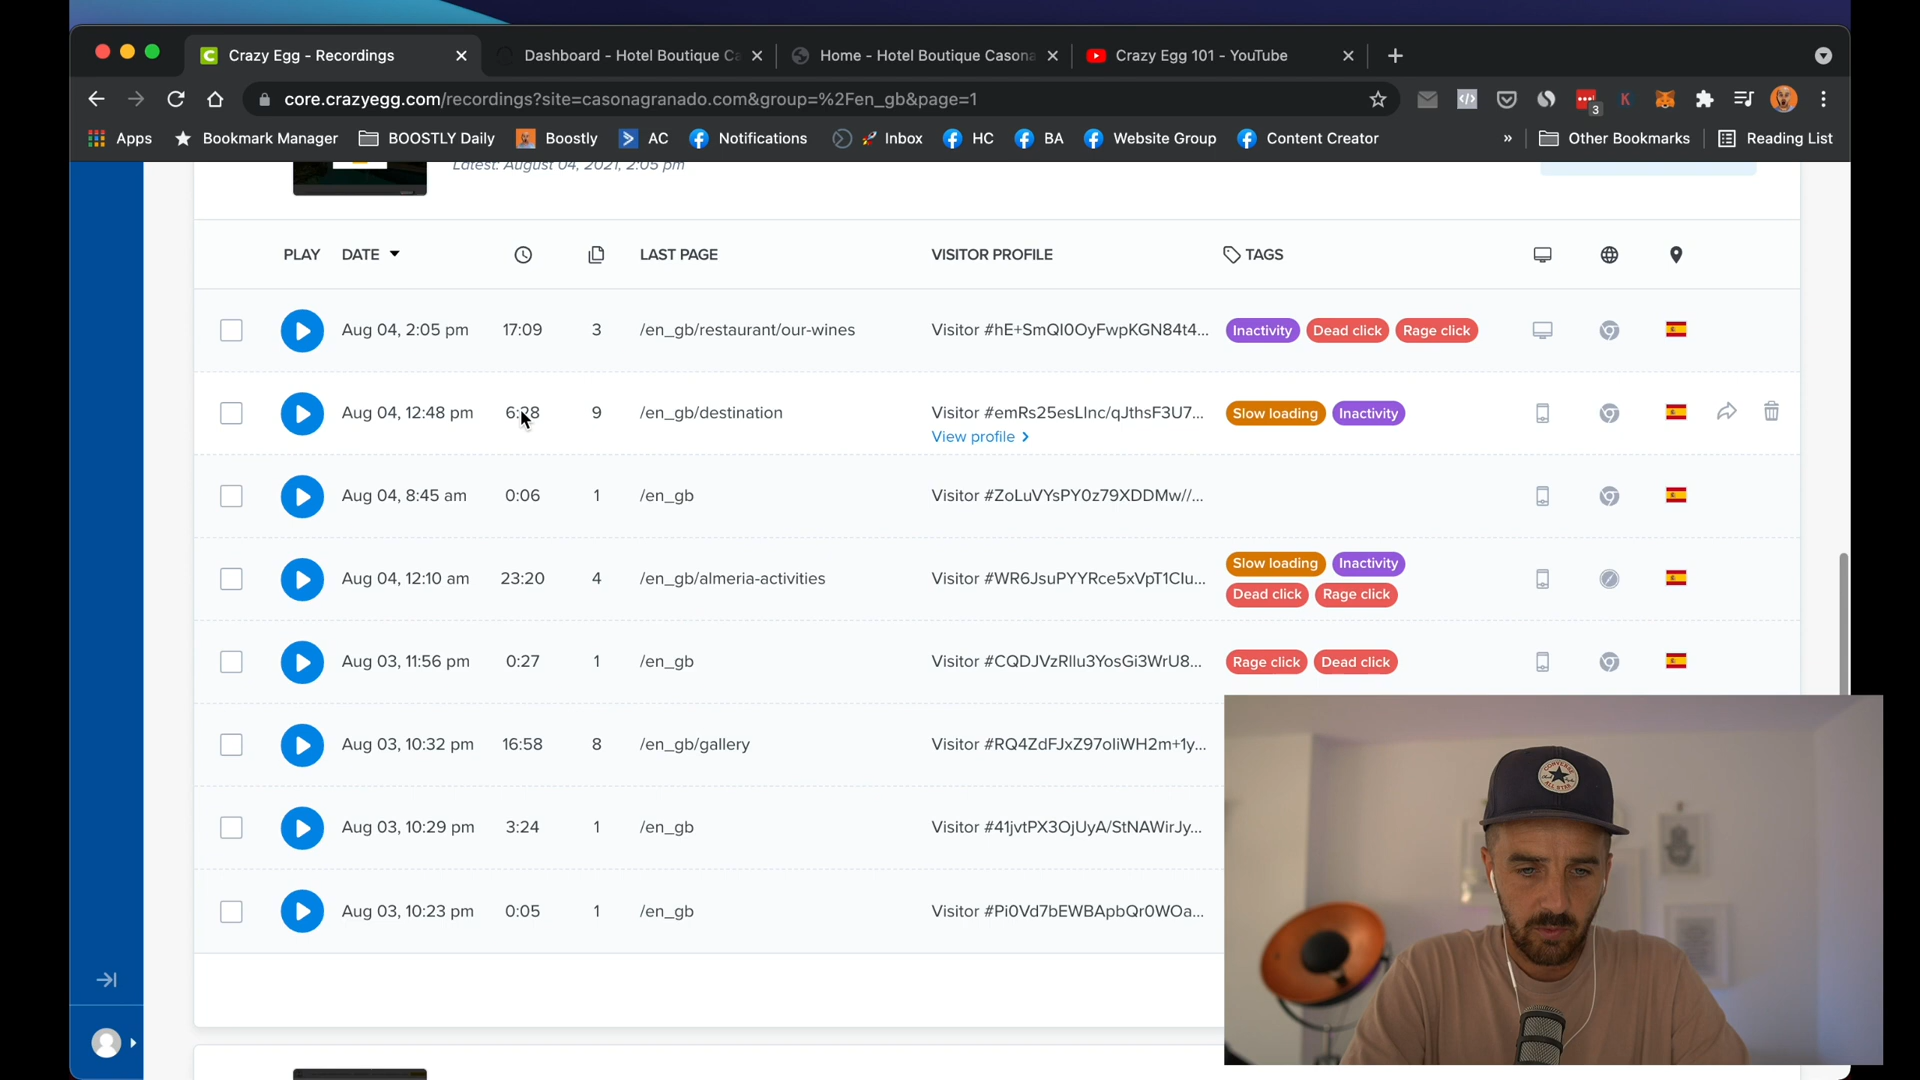 Crazy Egg - Recordings
Dashboard - Hotel Boutique
Home - Hotel Boutique Casona
Crazy Egg 101 - YouTube
core.crazyegg.com/recordings?site=casonagranado.com&group=%2Fen_gb&page=1
3
Apps
Bookmark Manager
BOOSTLY Daily
Boostly
AC
Notifications
Inbox
HC
BA
Website Group
Content Creator
»
Other Bookmarks
Reading List
Latest: August 04, 2021, 2:05 pm
PLAY DATE LAST PAGE VISITOR PROFILE TAGS
Aug 04, 2:05 pm 17:09 3 /en_gb/restaurant/our-wines Visitor #hE+SmQI0OyFwpKGN84t4... Inactivity Dead click Rage click
Aug 04, 12:48 pm 6:28 9 /en_gb/destination Visitor #emRs25esLInc/qJthsF3U7... Slow loading Inactivity
View profile >
Aug 04, 8:45 am 0:06 1 /en_gb Visitor #ZoLuVYsPY0z79XDDMw//...
Aug 04, 12:10 am 23:20 4 /en_gb/almeria-activities Visitor #WR6JsuPYYRce5xVpT1CIu... Slow loading Inactivity
Dead click Rage click
Aug 03, 11:56 pm 0:27 1 /en_gb Visitor #CQDJVzRIlu3YosGi3WrU8... Rage click Dead click
Aug 03, 10:32 pm 16:58 8 /en_gb/gallery Visitor #RQ4ZdFJxZ97oliWH2m+1y...
Aug 03, 10:29 pm 3:24 1 /en_gb Visitor #41jvtPX3OjUyA/StNAWirJy...
Aug 03, 10:23 pm 0:05 1 /en_gb Visitor #Pi0Vd7bEWBApbQr0WOa...
CONVERSE
ALL STAR